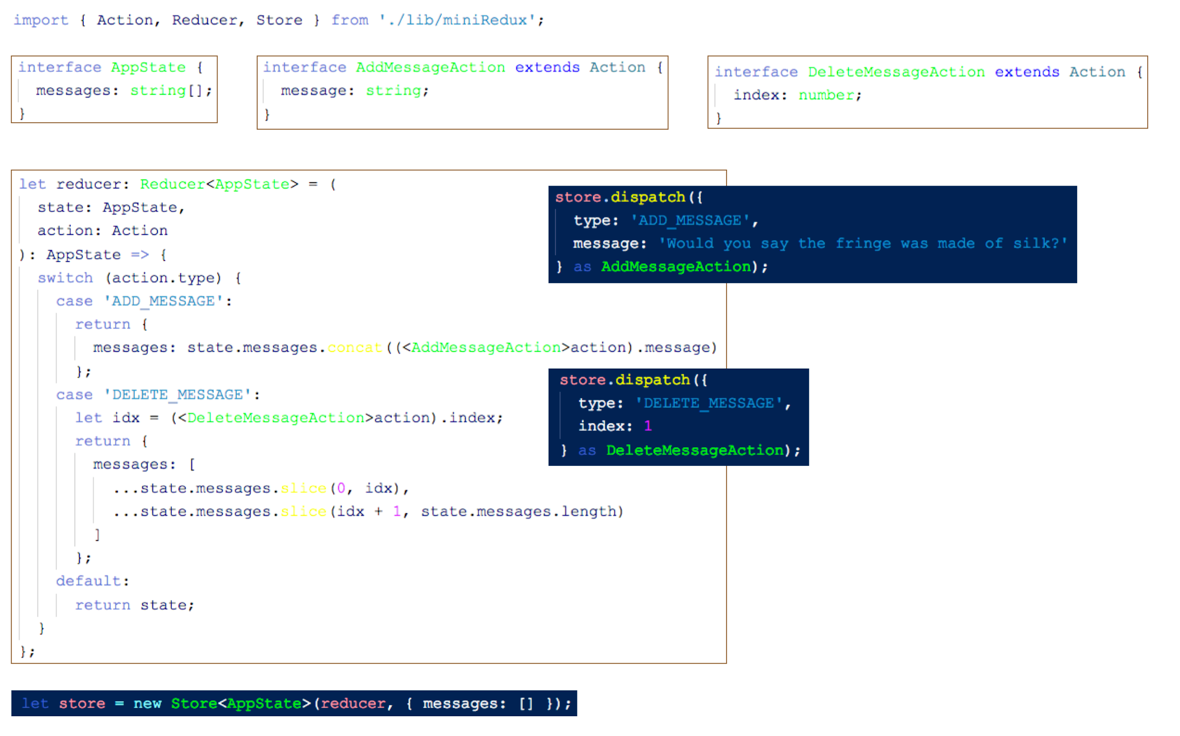 import { Action, Reducer, Store } from './lib/miniRedux';
interface AppState {
  messages: string[];
}
interface AddMessageAction extends Action {
  message: string;
}
interface DeleteMessageAction extends Action {
  index: number;
}
let reducer: Reducer<AppState> = (
  state: AppState,
  action: Action
): AppState => {
  switch (action.type) {
    case 'ADD_MESSAGE':
      return {
        messages: state.messages.concat((<AddMessageAction>action).message)
      };
    case 'DELETE_MESSAGE':
      let idx = (<DeleteMessageAction>action).index;
      return {
        messages: [
          ...state.messages.slice(0, idx),
          ...state.messages.slice(idx + 1, state.messages.length)
        ]
      };
    default:
      return state;
  }
};
store.dispatch({
  type: 'ADD_MESSAGE',
  message: 'Would you say the fringe was made of silk?'
} as AddMessageAction);
store.dispatch({
  type: 'DELETE_MESSAGE',
  index: 1
} as DeleteMessageAction);
let store = new Store<AppState>(reducer, { messages: [] });